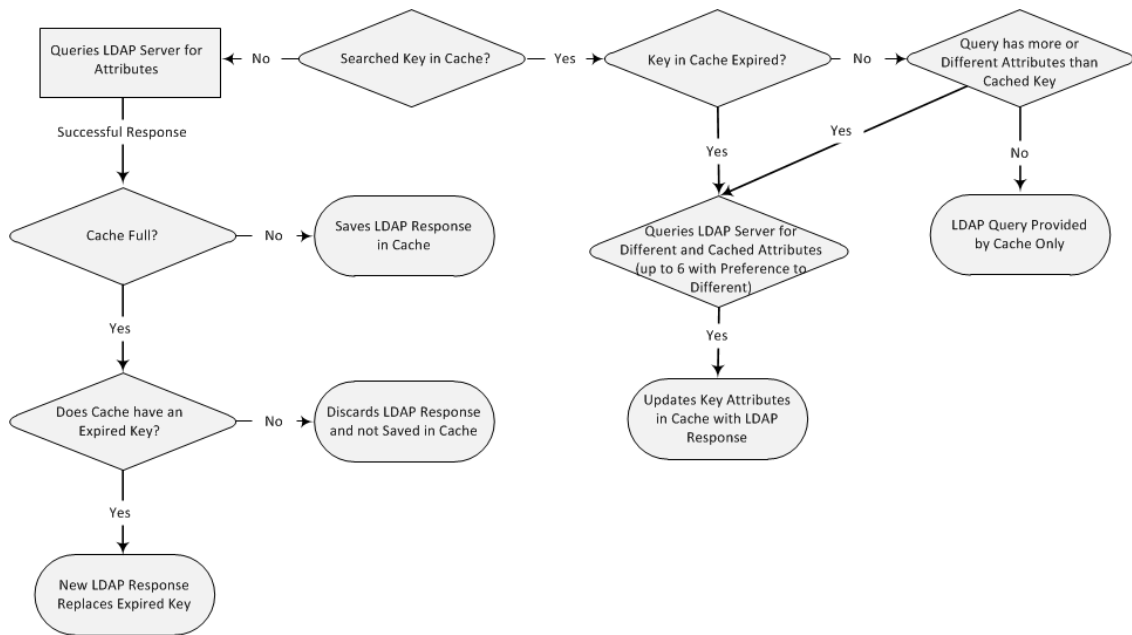 Queries LDAP Server for
Attributes
No
Searched Key in Cache?
Yes
Key in Cache Expired?
No
Query has more or
Different Attributes than
Cached Key
Successful Response
Yes
Yes
No
Cache Full?
No
Saves LDAP Response
in Cache
Queries LDAP Server for
Different and Cached Attributes
(up to 6 with Preference to
Different)
LDAP Query Provided
by Cache Only
Yes
Yes
Does Cache have an
Expired Key?
No
Discards LDAP Response
and not Saved in Cache
Updates Key Attributes
in Cache with LDAP
Response
Yes
New LDAP Response
Replaces Expired Key